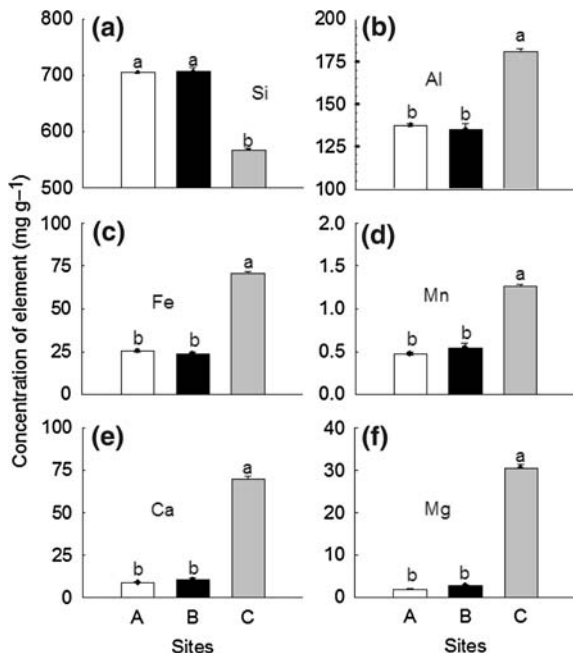 Concentration of element (mg g–1)
(a)
800
700
600
500
a
a
b
Si
(b)
200
175
150
125
100
b
b
a
Al
(c)
100
75
50
25
0
b
b
a
Fe
(d)
2.0
1.5
1.0
0.5
0.0
b
b
a
Mn
(e)
100
75
50
25
0
b
b
a
Ca
A B C
Sites
(f)
40
30
20
10
0
b
b
a
Mg
A B C
Sites